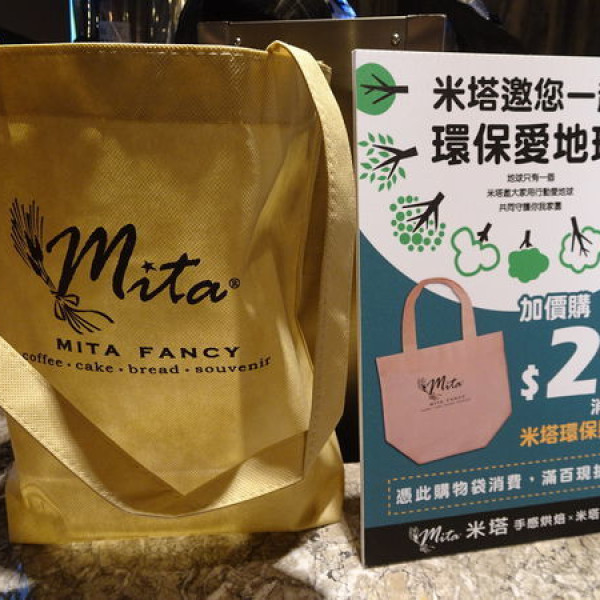 Mita®
MITA FANCY
coffee · cake · bread · souvenir
米塔邀您一
環保愛地
地球只有一個
米塔邀大家用行動愛地球
共同守護你我家園
加價購
$2
Mita
MITA FANCY
米塔環保
憑此購物袋消費,滿百現
Mita 米塔 手感烘焙×米塔